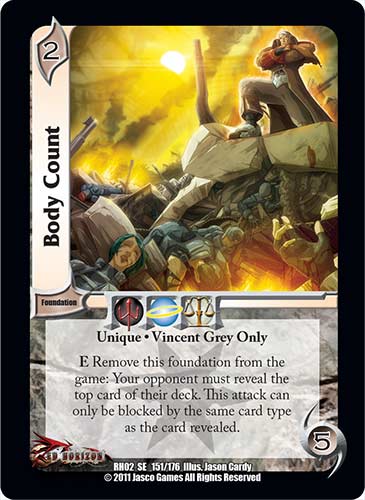 2
Body Count
Foundation
Unique • Vincent Grey Only
E Remove this foundation from the
game: Your opponent must reveal the
top card of their deck. This attack can
only be blocked by the same card type
as the card revealed.
5
RED HORIZON
RH02 SE 151/176 Illus. Jason Cardy
© 2011 Jasco Games All Rights Reserved